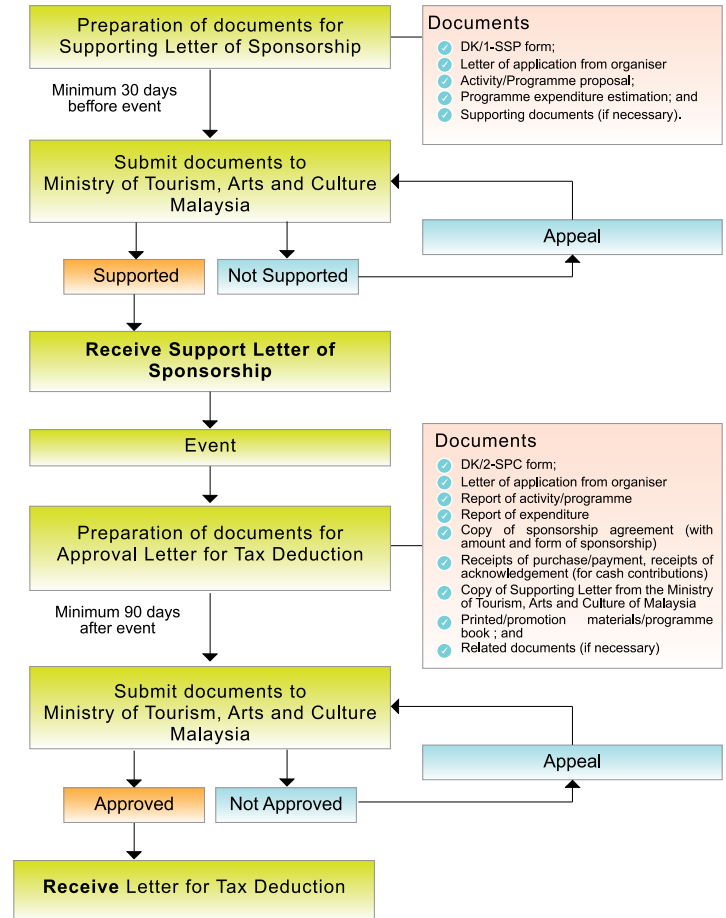 Preparation of documents for
Supporting Letter of Sponsorship
Documents
DK/1-SSP form;
Letter of application from organiser
Activity/Programme proposal;
Programme expenditure estimation; and
Supporting documents (if necessary).
Minimum 30 days
beffore event
Submit documents to
Ministry of Tourism, Arts and Culture
Malaysia
Appeal
Supported
Not Supported
Receive Support Letter of
Sponsorship
Event
Documents
DK/2-SPC form;
Letter of application from organiser
Report of activity/programme
Report of expenditure
Copy of sponsorship agreement (with
amount and form of sponsorship)
Receipts of purchase/payment, receipts of
acknowledgement (for cash contributions)
Copy of Supporting Letter from the Ministry
of Tourism, Arts and Culture of Malaysia
Printed/promotion materials/programme
book ; and
Related documents (if necessary)
Preparation of documents for
Approval Letter for Tax Deduction
Minimum 90 days
after event
Submit documents to
Ministry of Tourism, Arts and Culture
Malaysia
Appeal
Approved
Not Approved
Receive Letter for Tax Deduction